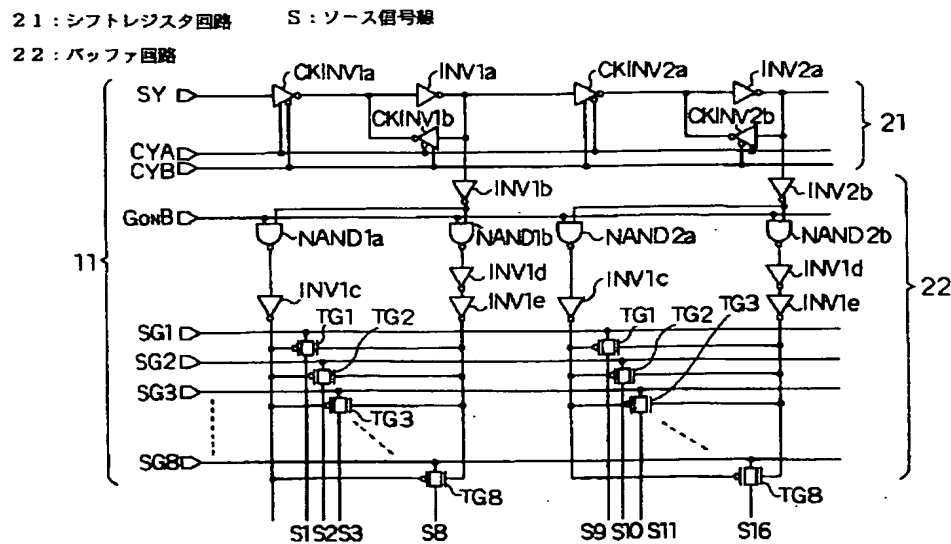 21：シフトレジスタ回路 S：ソース信号線
22：バッファ回路
CKINV1a INV1a CKINV2a INV2a
SY
CKINV1b CKINV2b
21
CYA
CYB
INV1b INV2b
GONB
NAND1a NAND1b NAND2a NAND2b
11
INV1d INV1d
22
INV1c INV1e INV1c INV1e
TG1 TG2 TG1 TG2 TG3
SG1
SG2
SG3
TG3
SG8
TG8 TG8
S1 S2 S3 S8 S9 S10 S11 S16